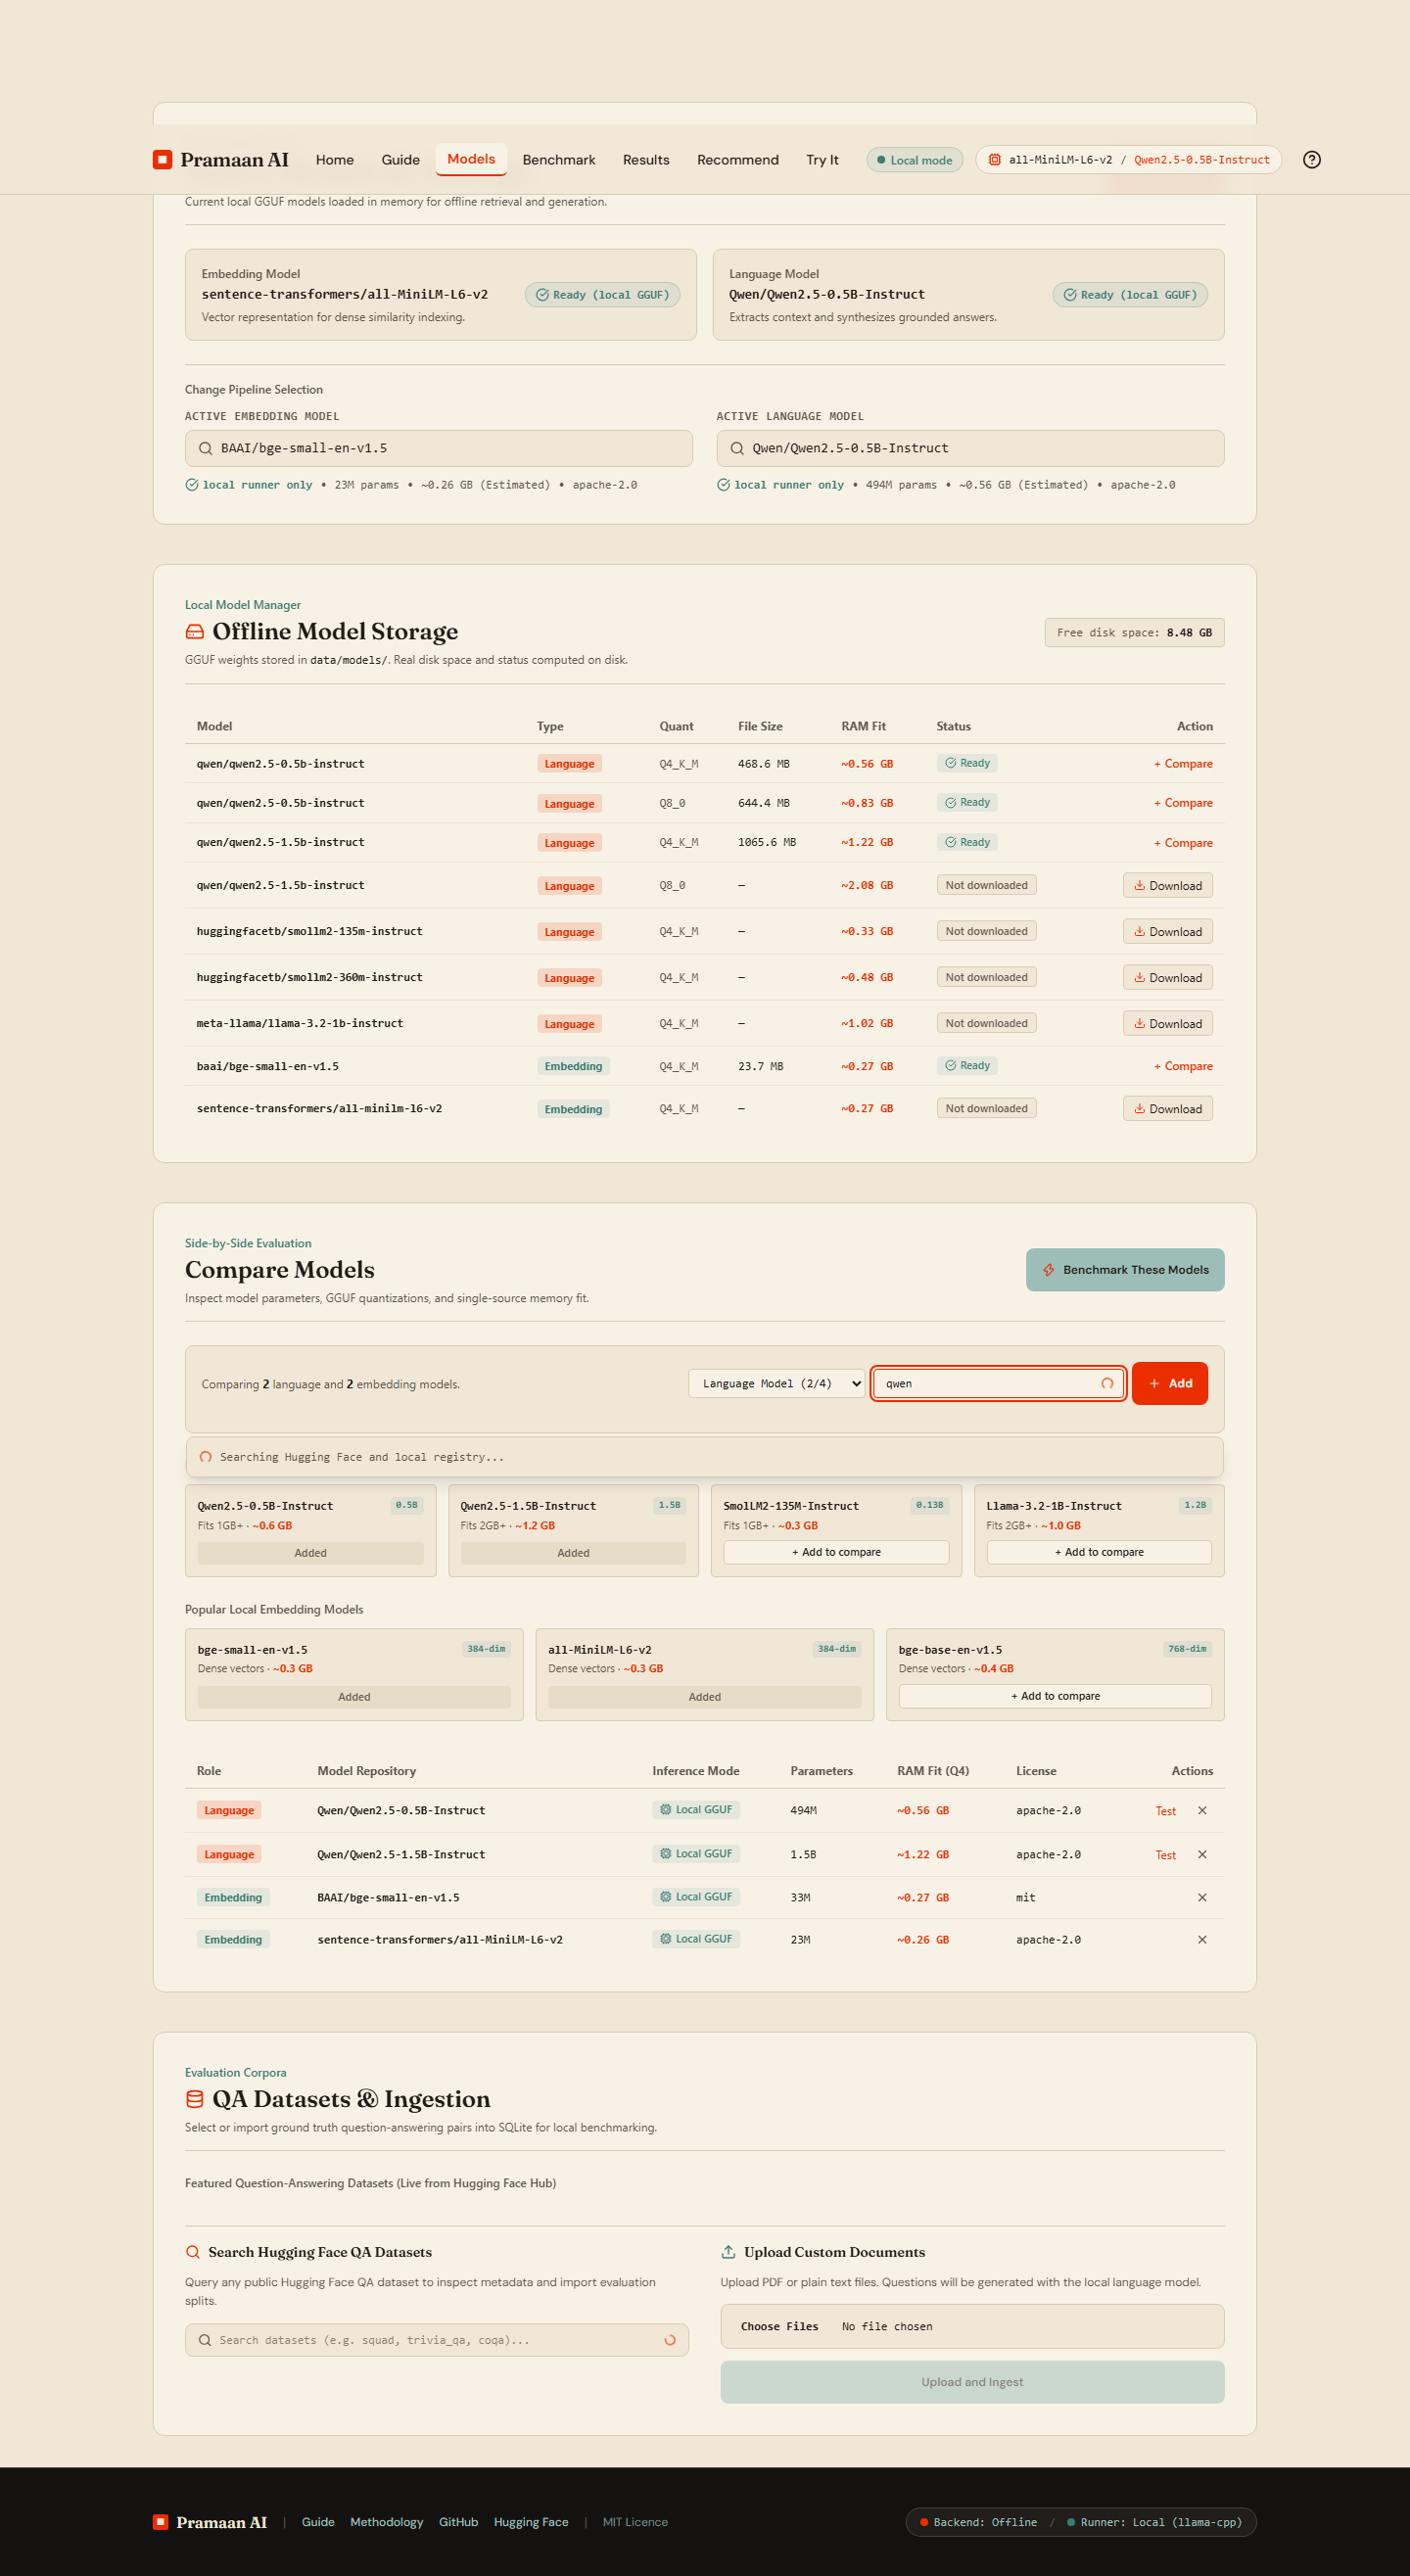 Pramaan AI Home Guide Models Benchmark Results Recommend Try It Local mode all-MiniLM-L6-v2 / Qwen2.5-0.5B-Instruct
Current local GGUF models loaded in memory for offline retrieval and generation.
Embedding Model
sentence-transformers/all-MiniLM-L6-v2
Ready (local GGUF)
Vector representation for dense similarity indexing.
Language Model
Qwen/Qwen2.5-0.5B-Instruct
Ready (local GGUF)
Extracts context and synthesizes grounded answers.
Change Pipeline Selection
ACTIVE EMBEDDING MODEL
BAAI/bge-small-en-v1.5
local runner only • 23M params • ~0.26 GB (Estimated) • apache-2.0
ACTIVE LANGUAGE MODEL
Qwen/Qwen2.5-0.5B-Instruct
local runner only • 494M params • ~0.56 GB (Estimated) • apache-2.0
Local Model Manager
Offline Model Storage
GGUF weights stored in data/models/. Real disk space and status computed on disk.
Free disk space: 8.48 GB
Model Type Quant File Size RAM Fit Status Action
qwen/qwen2.5-0.5b-instruct Language Q4_K_M 468.6 MB ~0.56 GB Ready + Compare
qwen/qwen2.5-0.5b-instruct Language Q8_0 644.4 MB ~0.83 GB Ready + Compare
qwen/qwen2.5-1.5b-instruct Language Q4_K_M 1065.6 MB ~1.22 GB Ready + Compare
qwen/qwen2.5-1.5b-instruct Language Q8_0 — ~2.08 GB Not downloaded Download
huggingfacetb/smollm2-135m-instruct Language Q4_K_M — ~0.33 GB Not downloaded Download
huggingfacetb/smollm2-360m-instruct Language Q4_K_M — ~0.48 GB Not downloaded Download
meta-llama/llama-3.2-1b-instruct Language Q4_K_M — ~1.02 GB Not downloaded Download
baai/bge-small-en-v1.5 Embedding Q4_K_M 23.7 MB ~0.27 GB Ready + Compare
sentence-transformers/all-minilm-l6-v2 Embedding Q4_K_M — ~0.27 GB Not downloaded Download
Side-by-Side Evaluation
Compare Models
Inspect model parameters, GGUF quantizations, and single-source memory fit.
Benchmark These Models
Comparing 2 language and 2 embedding models.
Language Model (2/4)
qwen
+ Add
Searching Hugging Face and local registry...
Qwen2.5-0.5B-Instruct 0.5B
Fits 1GB+ · ~0.6 GB
Added
Qwen2.5-1.5B-Instruct 1.5B
Fits 2GB+ · ~1.2 GB
Added
SmolLM2-135M-Instruct 0.13B
Fits 1GB+ · ~0.3 GB
+ Add to compare
Llama-3.2-1B-Instruct 1.2B
Fits 2GB+ · ~1.0 GB
+ Add to compare
Popular Local Embedding Models
bge-small-en-v1.5 384-dim
Dense vectors · ~0.3 GB
Added
all-MiniLM-L6-v2 384-dim
Dense vectors · ~0.3 GB
Added
bge-base-en-v1.5 768-dim
Dense vectors · ~0.4 GB
+ Add to compare
Role Model Repository Inference Mode Parameters RAM Fit (Q4) License Actions
Language Qwen/Qwen2.5-0.5B-Instruct Local GGUF 494M ~0.56 GB apache-2.0 Test ×
Language Qwen/Qwen2.5-1.5B-Instruct Local GGUF 1.5B ~1.22 GB apache-2.0 Test ×
Embedding BAAI/bge-small-en-v1.5 Local GGUF 33M ~0.27 GB mit ×
Embedding sentence-transformers/all-MiniLM-L6-v2 Local GGUF 23M ~0.26 GB apache-2.0 ×
Evaluation Corpora
QA Datasets & Ingestion
Select or import ground truth question-answering pairs into SQLite for local benchmarking.
Featured Question-Answering Datasets (Live from Hugging Face Hub)
Search Hugging Face QA Datasets
Query any public Hugging Face QA dataset to inspect metadata and import evaluation
splits.
Search datasets (e.g. squad, trivia_qa, coqa)...
Upload Custom Documents
Upload PDF or plain text files. Questions will be generated with the local language model.
Choose Files No file chosen
Upload and Ingest
Pramaan AI | Guide Methodology GitHub Hugging Face | MIT Licence
Backend: Offline / Runner: Local (llama-cpp)